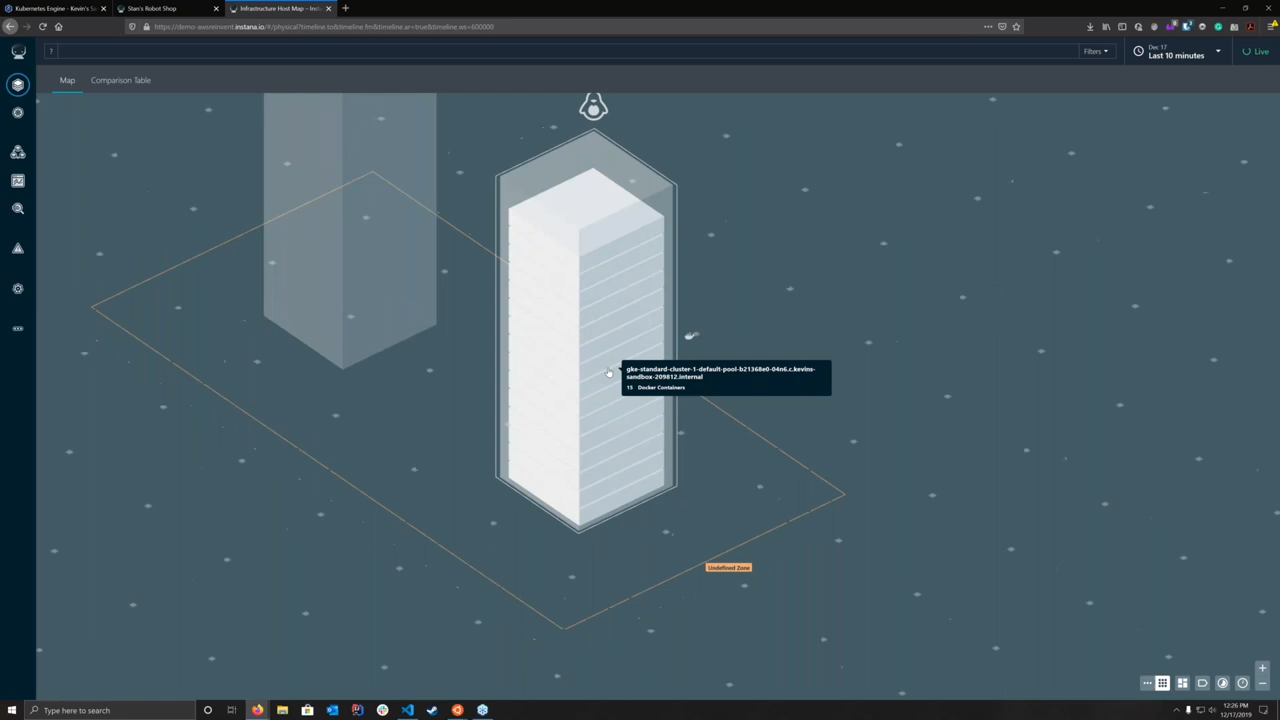 Kubernetes Engine - Kevin's Sa
Stan's Robot Shop
Infrastructure Host Map – Insta
https://demo-awsreinvent.instana.io/#/physical?timeline.to&timeline.fm&timeline.ar=true&timeline.ws=600000
?
Filters
Dec 17
Last 10 minutes
Live
Map
Comparison Table
gke-standard-cluster-1-default-pool-b21368e0-04n6.c.kevins-
sandbox-209812.internal
15 Docker Containers
Undefined Zone
Type here to search
12:26 PM
12/17/2019